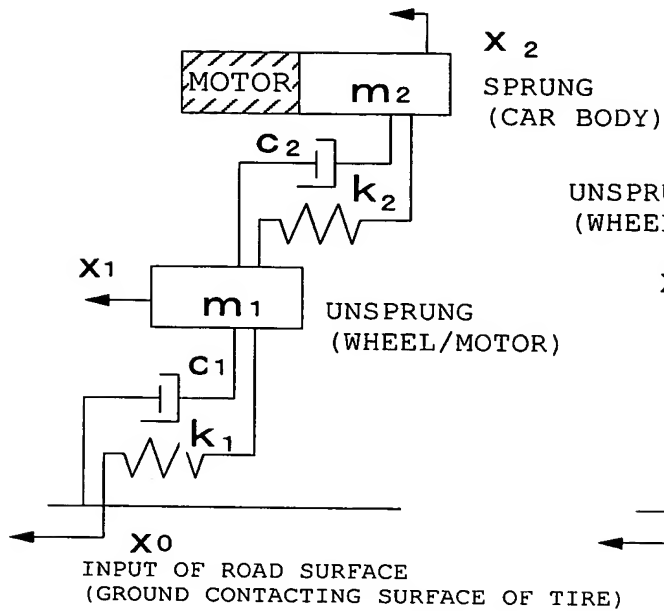 x 2
MOTOR
m2
SPRUNG
(CAR BODY)
c2
k2
x1
m1
UNSPRUNG
(WHEEL/MOTOR)
c1
k1
x0
INPUT OF ROAD SURFACE
(GROUND CONTACTING SURFACE OF TIRE)